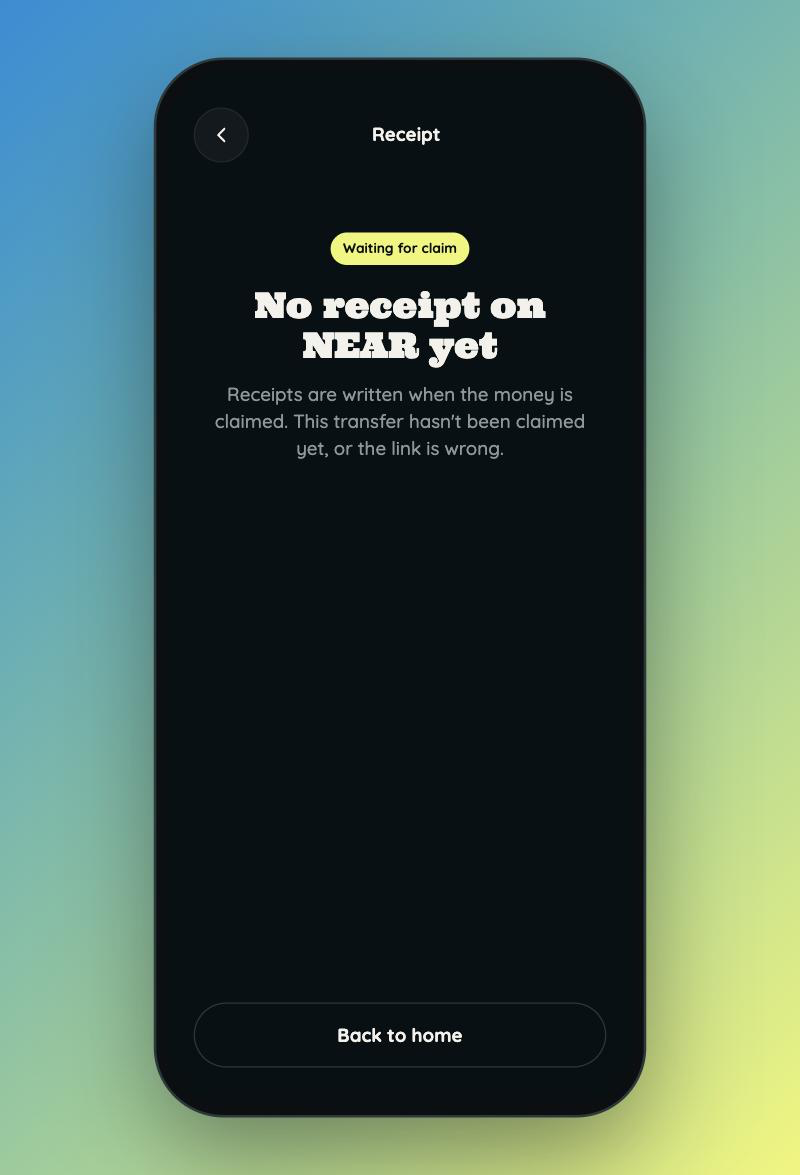 Receipt
Waiting for claim
No receipt on
NEAR yet
Receipts are written when the money is
claimed. This transfer hasn't been claimed
yet, or the link is wrong.
Back to home